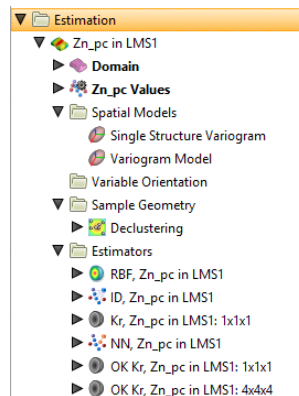 Estimation
Zn_pc in LMS1
Domain
Zn_pc Values
Spatial Models
Single Structure Variogram
Variogram Model
Variable Orientation
Sample Geometry
Declustering
Estimators
RBF, Zn_pc in LMS1
ID, Zn_pc in LMS1
Kr, Zn_pc in LMS1: 1x1x1
NN, Zn_pc in LMS1
OK Kr, Zn_pc in LMS1: 1x1x1
OK Kr, Zn_pc in LMS1: 4x4x4